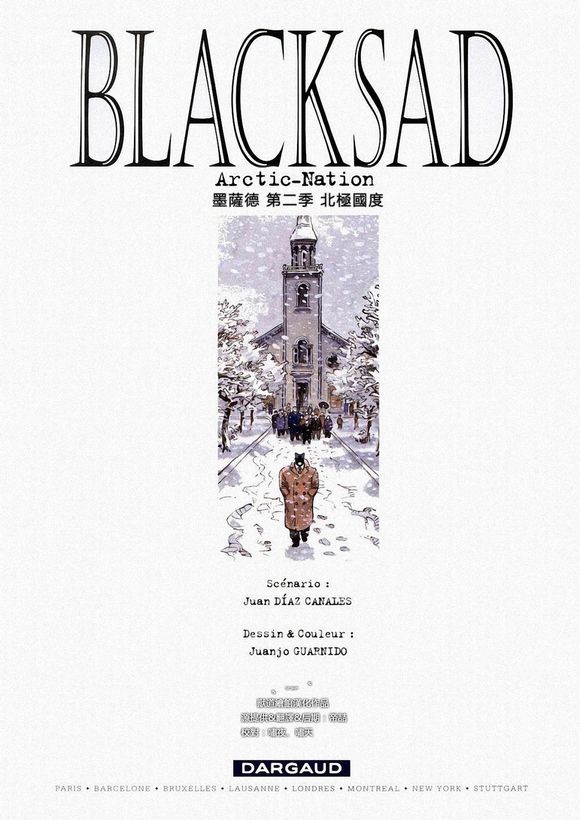 BLACKSAD
Arctic-Nation
墨薩德 第二季 北極國度
Scénario :
Juan DÍAZ CANALES
Dessin & Couleur :
Juanjo GUARNIDO
DARGAUD
PARIS • BARCELONE • BRUXELLES • LAUSANNE • LONDRES • MONTREAL • NEW YORK • STUTTGART